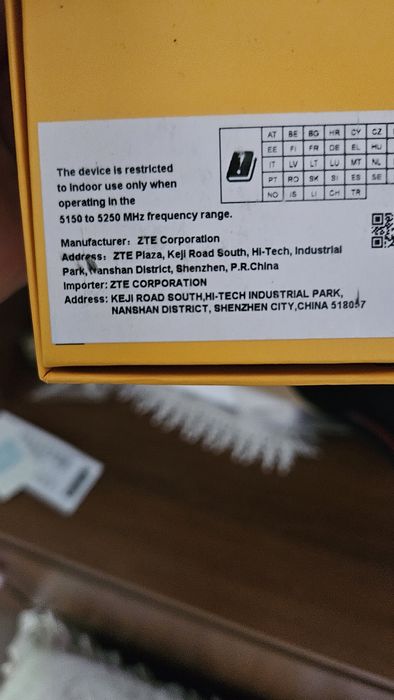 The device is restricted
to Indoor use only when
operating in the
5150 to 5250 MHz frequency range.
AT BE BG HR CY CZ
EE FI FR DE EL HU
IT LV LT LU MT NL
PT RO SK SI ES SE
NO IS LI CH TR
Manufacturer: ZTE Corporation
Address: ZTE Plaza, Keji Road South, Hi-Tech, Industrial
Park, Nanshan District, Shenzhen, P.R.China
Importer: ZTE CORPORATION
Address: KEJI ROAD SOUTH,HI-TECH INDUSTRIAL PARK,
NANSHAN DISTRICT, SHENZHEN CITY,CHINA 518057